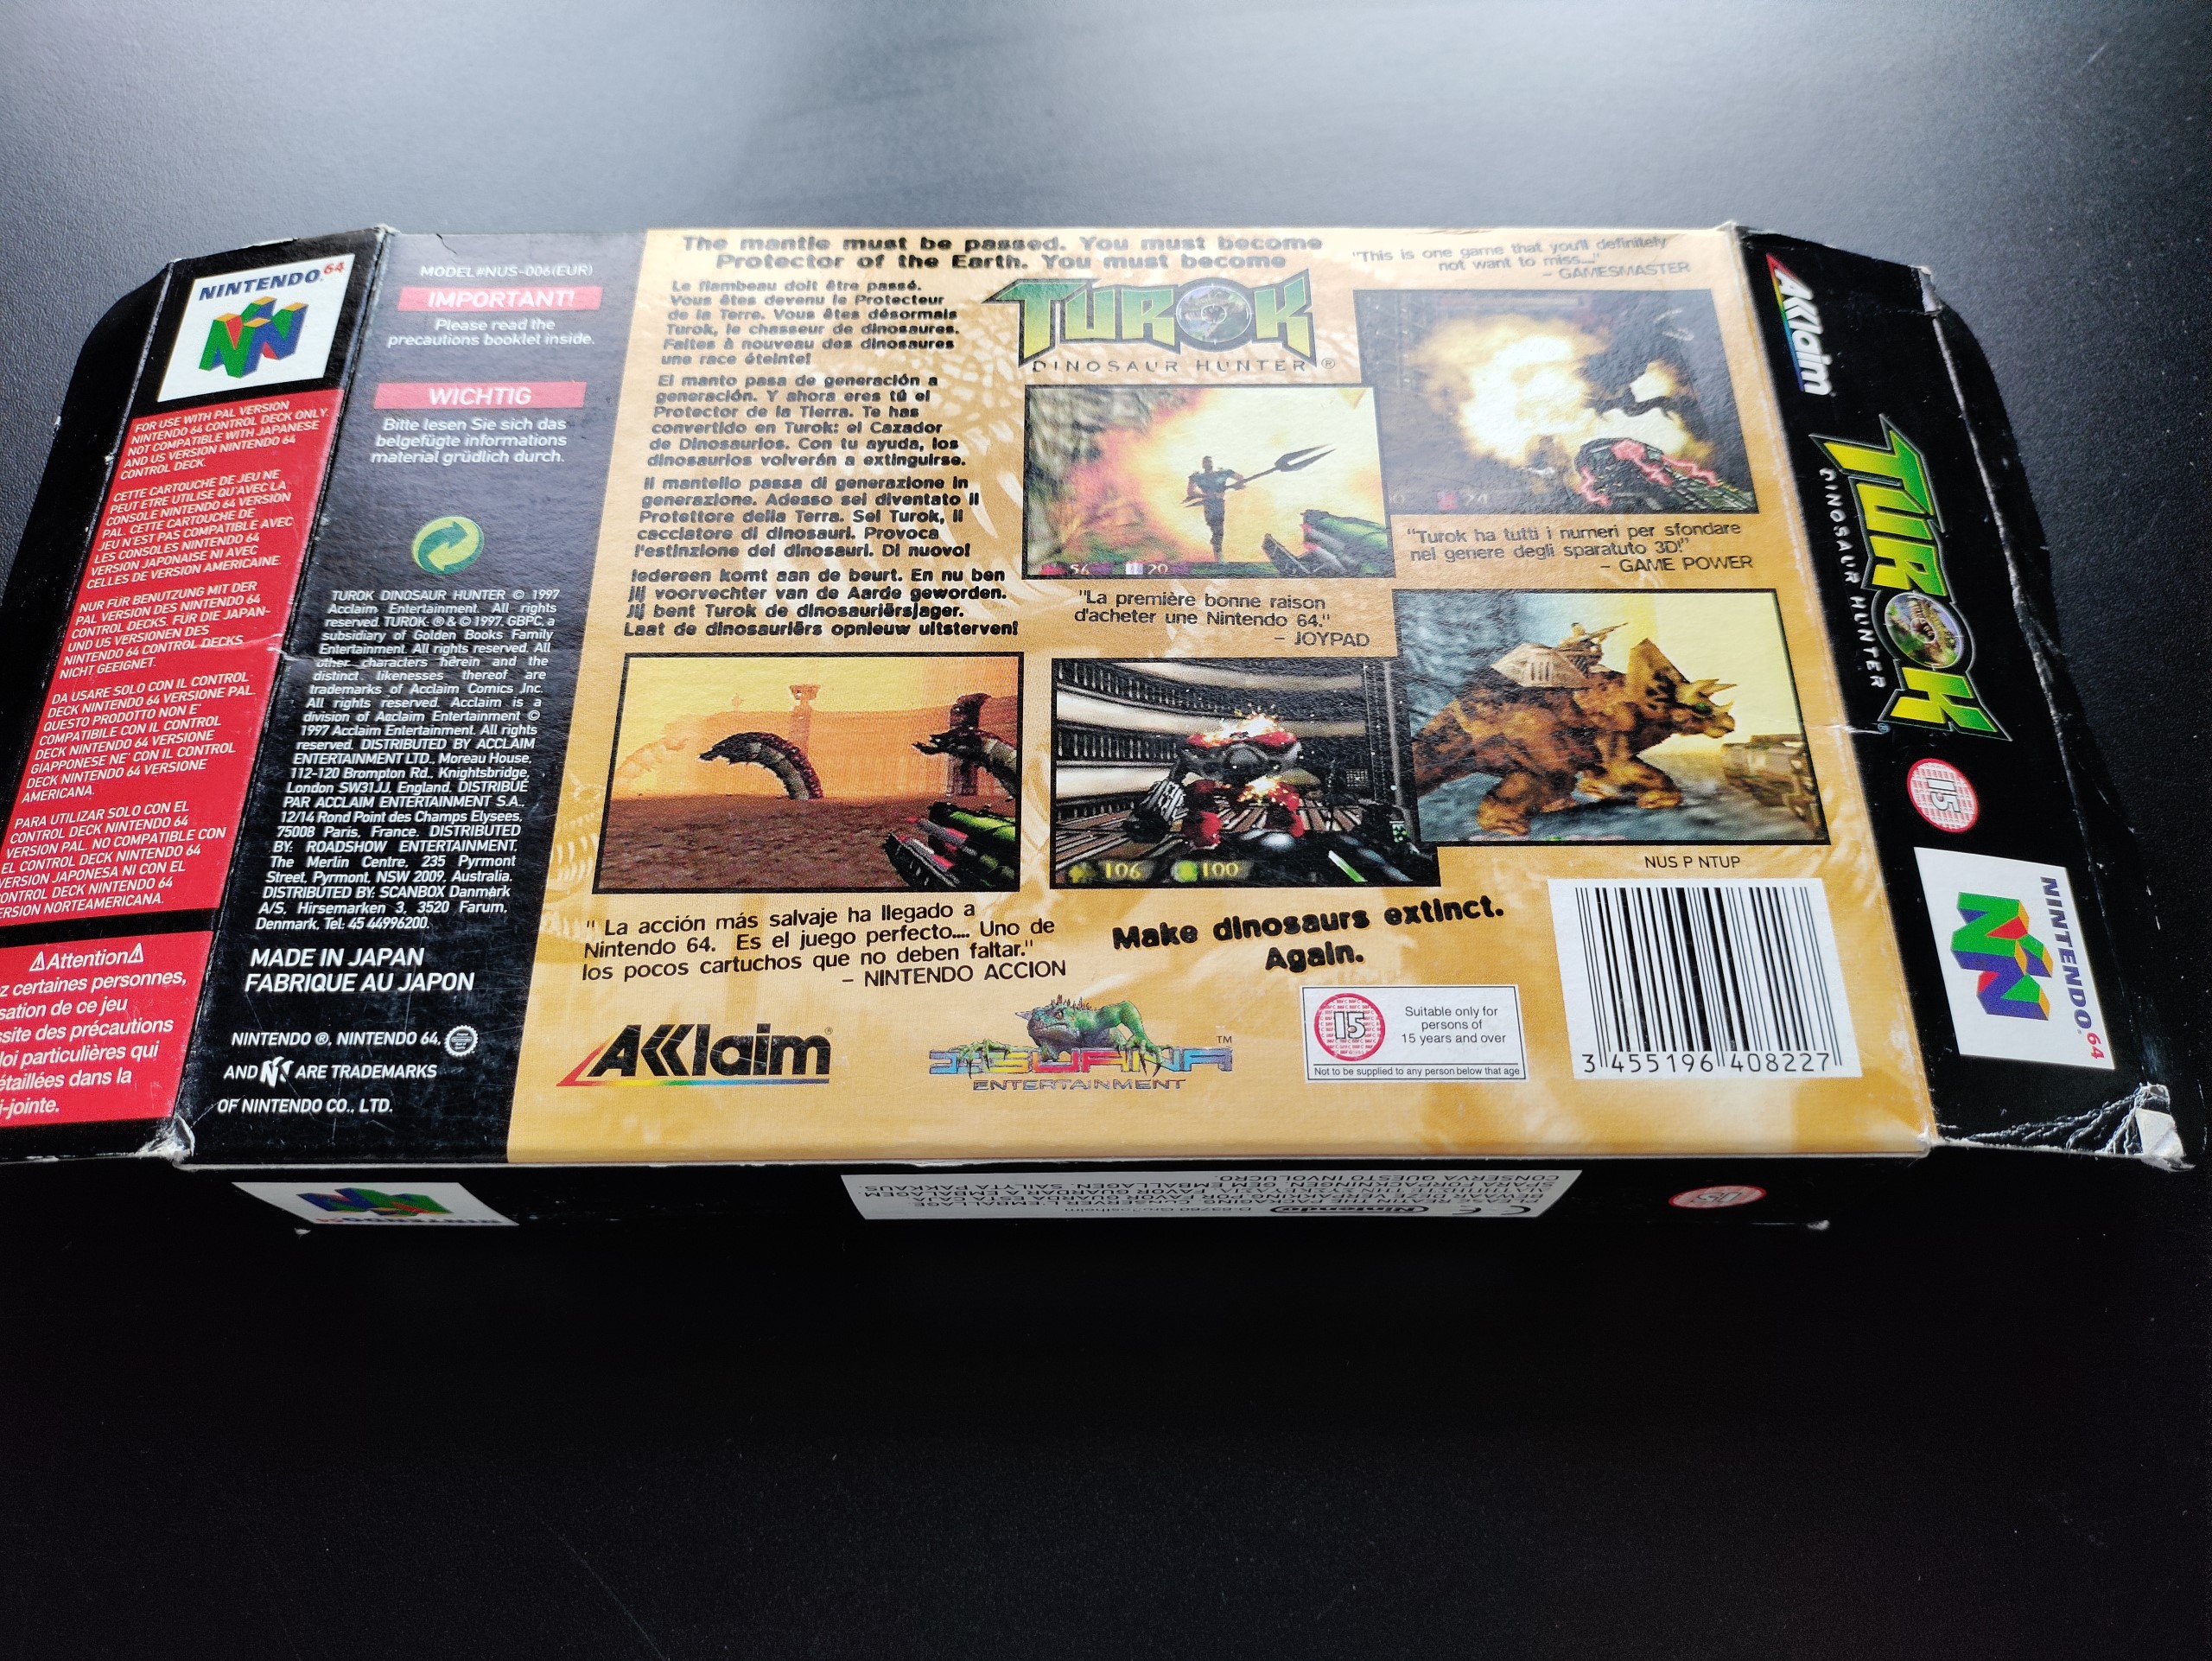 NINTENDO 64
FOR USE WITH PAL VERSION
NINTENDO 64 CONTROL DECK ONLY.
NOT COMPATIBLE WITH JAPANESE
AND US VERSION NINTENDO 64
CONTROL DECK.
CETTE CARTOUCHE DE JEU NE
PEUT ETRE UTILISE QU'AVEC LA
CONSOLE NINTENDO 64 VERSION
PAL. CETTE CARTOUCHE DE
JEU N'EST PAS COMPATIBLE AVEC
LES CONSOLES NINTENDO 64
VERSION JAPONAISE NI AVEC
CELLES DE VERSION AMERICAINE.
NUR FÜR BENUTZUNG MIT DER
PAL VERSION DES NINTENDO 64
CONTROL DECKS. FÜR DIE JAPAN-
UND US VERSIONEN DES
NINTENDO 64 CONTROL DECKS
NICHT GEEIGNET.
DA USARE SOLO CON IL CONTROL
DECK NINTENDO 64 VERSIONE PAL.
QUESTO PRODOTTO NON E'
COMPATIBILE CON IL CONTROL
DECK NINTENDO 64 VERSIONE
GIAPPONESE NE' CON IL CONTROL
DECK NINTENDO 64 VERSIONE
AMERICANA.
PARA UTILIZAR SOLO CON EL
CONTROL DECK NINTENDO 64
VERSION PAL. NO COMPATIBLE CON
EL CONTROL DECK NINTENDO 64
VERSION JAPONESA NI CON EL
CONTROL DECK NINTENDO 64
ERSION NORTEAMERICANA.
⚠Attention⚠
z certaines personnes,
sation de ce jeu
ssite des précautions
loi particulières qui
étaillées dans la
i-jointe.
MODEL#NUS-006(EUR)
IMPORTANT!
Please read the
precautions booklet inside.
WICHTIG
Bitte lesen Sie sich das
belgefügte informations
material grüdlich durch.
TUROK DINOSAUR HUNTER © 1997
Acclaim Entertainment. All rights
reserved. TUROK: ® & © 1997, GBPC, a
subsidiary of Golden Books Family
Entertainment. All rights reserved. All
other characters herein and the
distinct likenesses thereof are
trademarks of Acclaim Comics ,Inc.
All rights reserved. Acclaim is a
division of Acclaim Entertainment ©
1997 Acclaim Entertainment. All rights
reserved. DISTRIBUTED BY ACCLAIM
ENTERTAINMENT LTD., Moreau House,
112-120 Brompton Rd., Knightsbridge,
London SW31JJ, England. DISTRIBUÉ
PAR ACCLAIM ENTERTAINMENT S.A.,
12/14 Rond Point des Champs Elysees,
75008 Paris, France. DISTRIBUTED
BY: ROADSHOW ENTERTAINMENT,
The Merlin Centre, 235 Pyrmont
Street, Pyrmont, NSW 2009, Australia.
DISTRIBUTED BY: SCANBOX Danmark
A/S, Hirsemarken 3, 3520 Farum,
Denmark, Tel: 45 44996200.
MADE IN JAPAN
FABRIQUE AU JAPON
NINTENDO ®, NINTENDO 64,
AND N ARE TRADEMARKS
OF NINTENDO CO., LTD.
The mantle must be passed. You must become
Protector of the Earth. You must become
TUROK
DINOSAUR HUNTER®
Le flambeau doit être passé.
Vous êtes devenu le Protecteur
de la Terre. Vous êtes désormais
Turok, le chasseur de dinosaures.
Faites à nouveau des dinosaures
une race éteinte!
El manto pasa de generación a
generación. Y ahora eres tú el
Protector de la Tierra. Te has
convertido en Turok: el Cazador
de Dinosaurios. Con tu ayuda, los
dinosaurios volverán a extinguirse.
Il mantello passa di generazione in
generazione. Adesso sei diventato il
Protettore della Terra. Sei Turok, il
cacciatore di dinosauri. Provoca
l'estinzione dei dinosauri. Di nuovo!
Iedereen komt aan de beurt. En nu ben
jij voorvechter van de Aarde geworden.
Jij bent Turok de dinosauriërsjager.
Laat de dinosauriërs opnieuw uitsterven!
"This is one game that you'll definitely
not want to miss..."
- GAMESMASTER
54 20
"Turok ha tutti i numeri per sfondare
nel genere degli sparatuto 3D!"
- GAME POWER
"La première bonne raison
d'acheter une Nintendo 64."
- JOYPAD
106 100
" La acción más salvaje ha llegado a
Nintendo 64. Es el juego perfecto.... Uno de
los pocos cartuchos que no deben faltar."
- NINTENDO ACCION
Make dinosaurs extinct.
Again.
NUS P NTUP
3 455196 408227
AKKlaim®
IGUANA™
ENTERTAINMENT
15
Suitable only for
persons of
15 years and over
Not to be supplied to any person below that age
AKKlaim
TUROK
DINOSAUR HUNTER
15
NINTENDO 64
NINTENDO 64
CE Nintendo
15